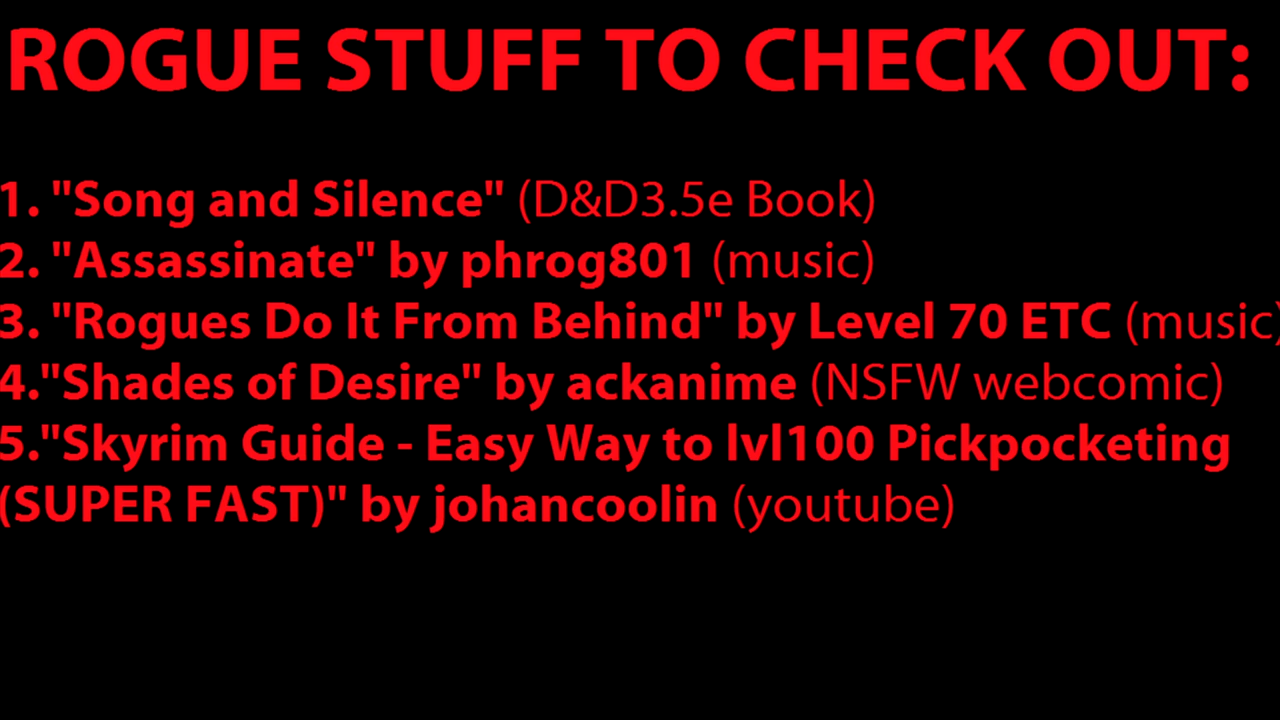 ROGUE STUFF TO CHECK OUT:
1. "Song and Silence" (D&D3.5e Book)
2. "Assassinate" by phrog801 (music)
3. "Rogues Do It From Behind" by Level 70 ETC (music)
4."Shades of Desire" by ackanime (NSFW webcomic)
5."Skyrim Guide - Easy Way to lvl100 Pickpocketing
(SUPER FAST)" by johancoolin (youtube)